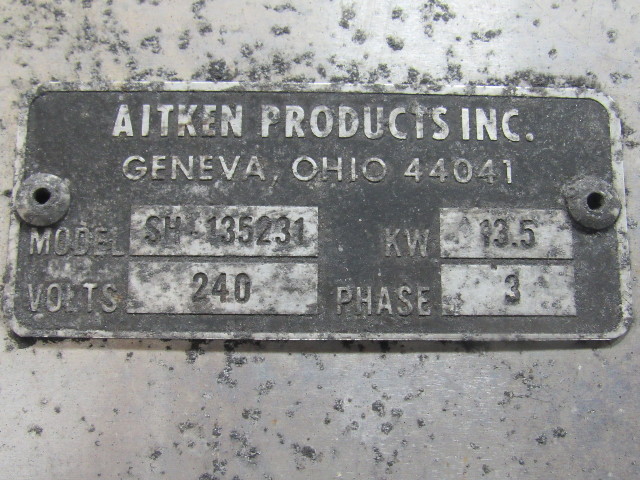 AITKEN PRODUCTS INC.
GENEVA, OHIO 44041
MODEL SH-135231 KW 13.5
VOLTS 240 PHASE 3